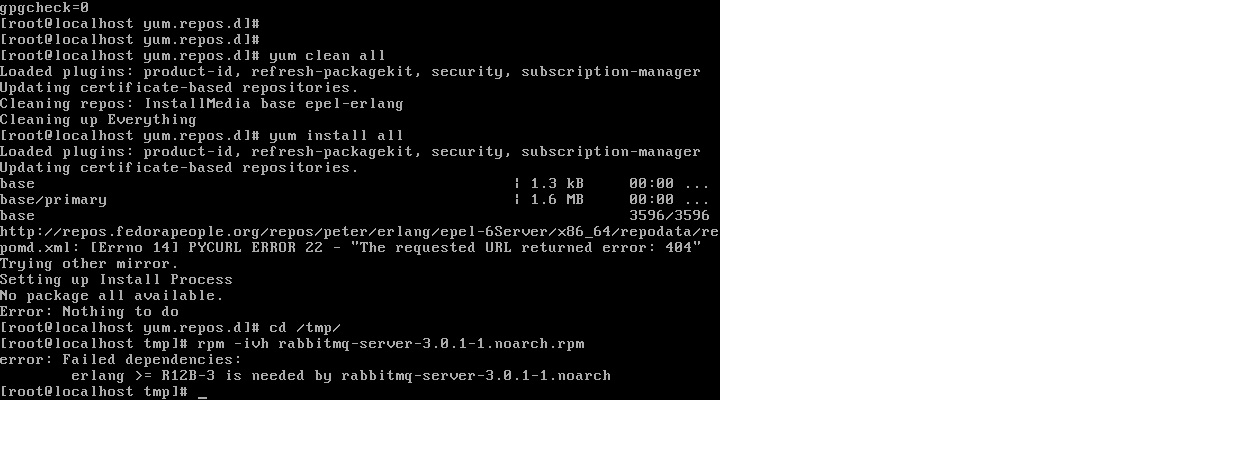 gpgcheck=0
[root@localhost yum.repos.d]#
[root@localhost yum.repos.d]#
[root@localhost yum.repos.d]# yum clean all
Loaded plugins: product-id, refresh-packagekit, security, subscription-manager
Updating certificate-based repositories.
Cleaning repos: InstallMedia base epel-erlang
Cleaning up Everything
[root@localhost yum.repos.d]# yum install all
Loaded plugins: product-id, refresh-packagekit, security, subscription-manager
Updating certificate-based repositories.
base | 1.3 kB 00:00 ...
base/primary | 1.6 MB 00:00 ...
base 3596/3596
http://repos.fedorapeople.org/repos/peter/erlang/epel-6Server/x86_64/repodata/re
pomd.xml: [Errno 14] PYCURL ERROR 22 - "The requested URL returned error: 404"
Trying other mirror.
Setting up Install Process
No package all available.
Error: Nothing to do
[root@localhost yum.repos.d]# cd /tmp/
[root@localhost tmp]# rpm -ivh rabbitmq-server-3.0.1-1.noarch.rpm
error: Failed dependencies:
erlang >= R12B-3 is needed by rabbitmq-server-3.0.1-1.noarch
[root@localhost tmp]# _